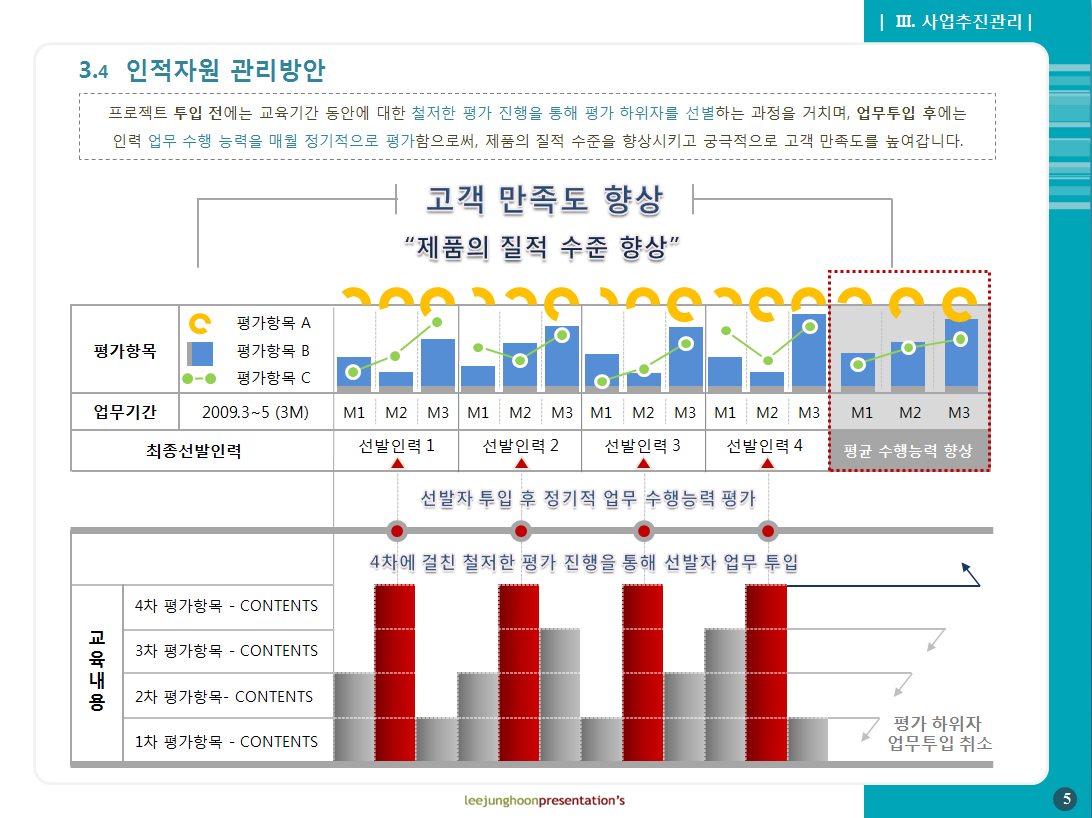 | Ⅲ. 사업추진관리 |
3.4 인적자원 관리방안
프로젝트 투입 전에는 교육기간 동안에 대한 철저한 평가 진행을 통해 평가 하위자를 선별하는 과정을 거치며, 업무투입 후에는
인력 업무 수행 능력을 매월 정기적으로 평가함으로써, 제품의 질적 수준을 향상시키고 궁극적으로 고객 만족도를 높여갑니다.
고객 만족도 향상
“제품의 질적 수준 향상”
평가항목
평가항목 A
평가항목 B
평가항목 C
업무기간 2009.3~5 (3M) M1 M2 M3 M1 M2 M3 M1 M2 M3 M1 M2 M3 M1 M2 M3
최종선발인력 선발인력 1 선발인력 2 선발인력 3 선발인력 4 평균 수행능력 향상
선발자 투입 후 정기적 업무 수행능력 평가
4차에 걸친 철저한 평가 진행을 통해 선발자 업무 투입
교육내용
4차 평가항목 - CONTENTS
3차 평가항목 - CONTENTS
2차 평가항목- CONTENTS
1차 평가항목 - CONTENTS
평가 하위자
업무투입 취소
leejunghoonpresentation's
5